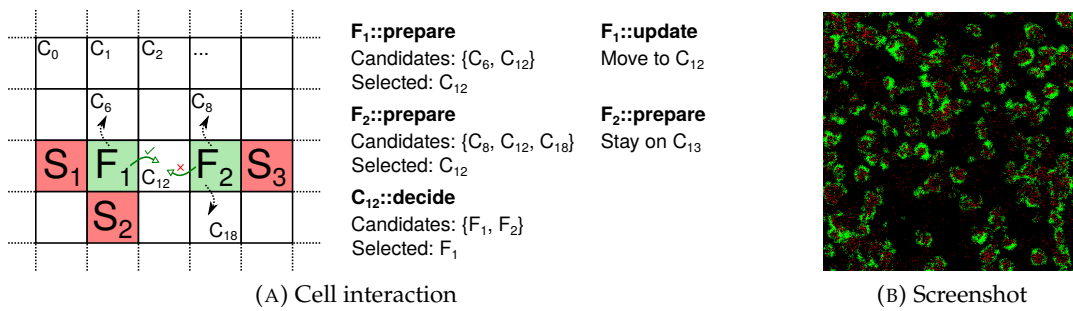 C0 C1 C2 ...
C6 C8
S1 F1 C12 F2 S3
S2 C18
F1::prepare
Candidates: {C6, C12}
Selected: C12
F2::prepare
Candidates: {C8, C12, C18}
Selected: C12
C12::decide
Candidates: {F1, F2}
Selected: F1
F1::update
Move to C12
F2::prepare
Stay on C13
(A) Cell interaction
(B) Screenshot